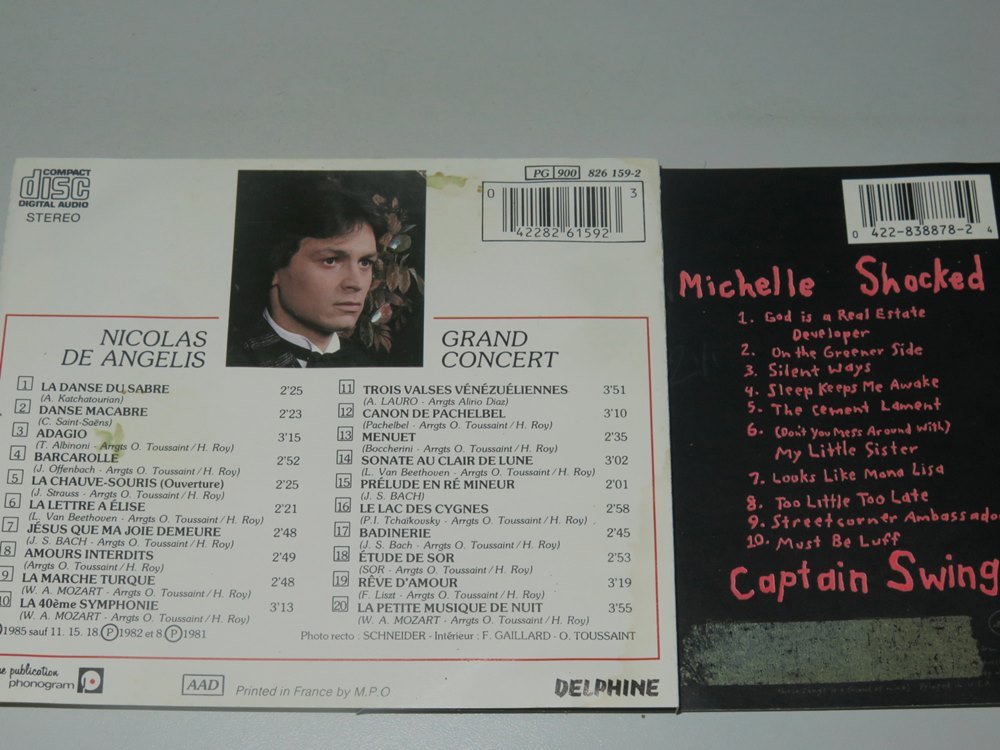 COMPACT
disc
DIGITAL AUDIO
STEREO
PG 900 826 159-2
0 42282 61592 3
NICOLAS
DE ANGELIS
GRAND
CONCERT
1 LA DANSE DU SABRE 2'25
(A. Katchatourian)
2 DANSE MACABRE 2'23
(C. Saint-Saëns)
3 ADAGIO 3'15
(T. Albinoni - Arrgts O. Toussaint / H. Roy)
4 BARCAROLLE 2'52
(J. Offenbach - Arrgts O. Toussaint / H. Roy)
5 LA CHAUVE-SOURIS (Ouverture) 2'25
(J. Strauss - Arrgts O. Toussaint / H. Roy)
6 LA LETTRE A ÉLISE 2'21
(L. Van Beethoven - Arrgts O. Toussaint / H. Roy)
7 JÉSUS QUE MA JOIE DEMEURE 2'48
(J. S. BACH - Arrgts O. Toussaint / H. Roy)
8 AMOURS INTERDITS 2'49
(Arrgts O. Toussaint / H. Roy)
9 LA MARCHE TURQUE 2'48
(W. A. MOZART - Arrgts O. Toussaint / H. Roy)
10 LA 40ème SYMPHONIE 3'13
(W. A. MOZART - Arrgts O. Toussaint / H. Roy)
11 TROIS VALSES VÉNÉZUÉLIENNES 3'51
(A. LAURO - Arrgts Alirio Diaz)
12 CANON DE PACHELBEL 3'10
(Pachelbel - Arrgts O. Toussaint / H. Roy)
13 MENUET 2'35
(Boccherini - Arrgts O. Toussaint / H. Roy)
14 SONATE AU CLAIR DE LUNE 3'02
(L. Van Beethoven - Arrgts O. Toussaint / H. Roy)
15 PRÉLUDE EN RÉ MINEUR 2'01
(J. S. BACH)
16 LE LAC DES CYGNES 2'58
(P.I. Tchaïkovsky - Arrgts O. Toussaint / H. Roy)
17 BADINERIE 2'45
(J. S. Bach - Arrgts O. Toussaint / H. Roy)
18 ÉTUDE DE SOR 2'53
(SOR - Arrgts O. Toussaint / H. Roy)
19 RÊVE D'AMOUR 3'19
(F. Liszt - Arrgts O. Toussaint / H. Roy)
20 LA PETITE MUSIQUE DE NUIT 3'55
(W. A. MOZART - Arrgts O. Toussaint / H. Roy)
Ⓟ1985 sauf 11. 15. 18. Ⓟ1982 et 8 Ⓟ 1981
Photo recto : SCHNEIDER - Intérieur : F. GAILLARD - O. TOUSSAINT
ne publication
phonogram
AAD
Printed in France by M.P.O
DELPHINE
0 422-838878-2 4
Michelle Shocked
1. God is a Real Estate
Developer
2. On the Greener Side
3. Silent Ways
4. Sleep Keeps Me Awake
5. The Cement Lament
6. (Don't You Mess Around With)
My Little Sister
7. Looks Like Mona Lisa
8. Too Little Too Late
9. Streetcorner Ambassado
10. Must Be Luff
Captain Swing